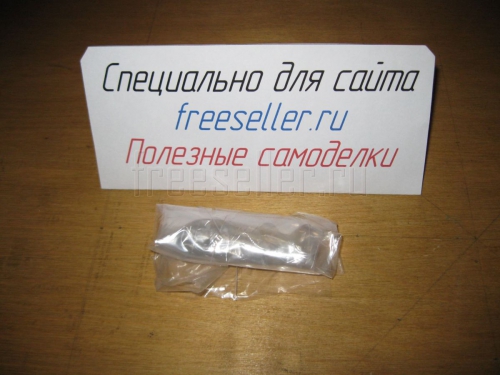 Специально для сайта
freeseller.ru
Полезные самоделки
freeseller.ru